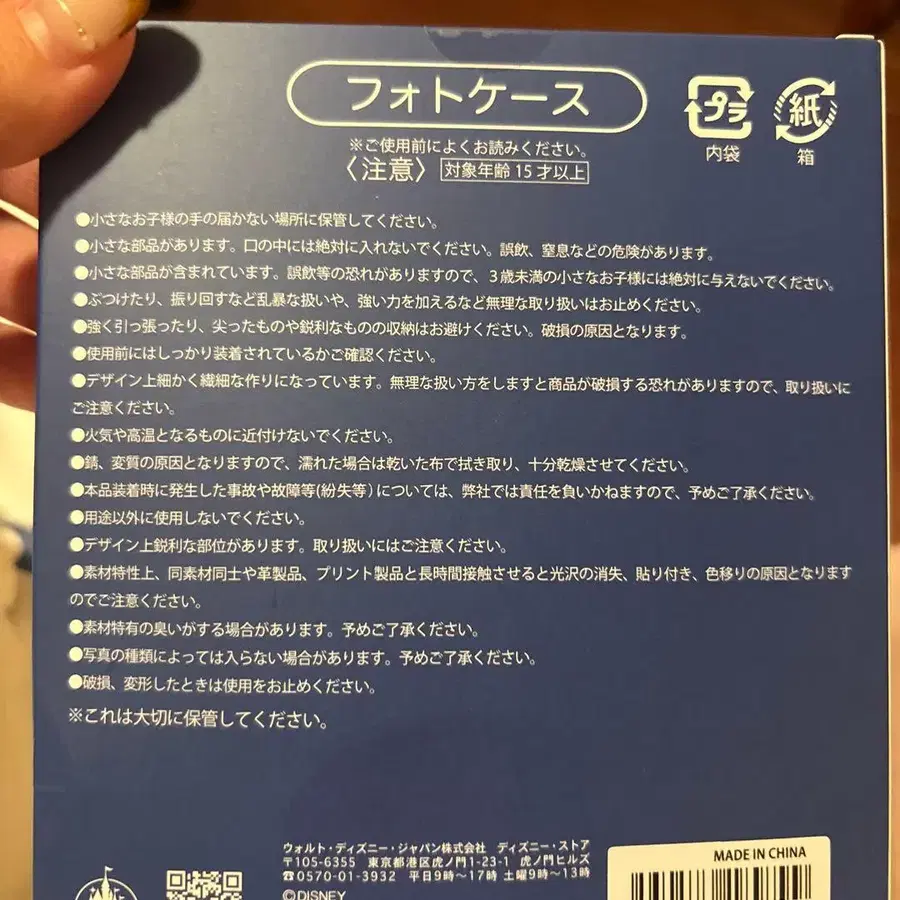 フォトケース
プラ
内袋
紙
箱
※ご使用前によくお読みください。
〈注意〉 対象年齢 15 才以上
●小さなお子様の手の届かない場所に保管してください。
●小さな部品があります。口の中には絶対に入れないでください。誤飲、窒息などの危険があります。
●小さな部品が含まれています。誤飲等の恐れがありますので、３歳未満の小さなお子様には絶対に与えないでください。
●ぶつけたり、振り回すなど乱暴な扱いや、強い力を加えるなど無理な取り扱いはお止めください。
●強く引っ張ったり、尖ったものや鋭利なものの収納はお避けください。破損の原因となります。
●使用前にはしっかり装着されているかご確認ください。
●デザイン上細かく繊細な作りになっています。無理な扱い方をしますと商品が破損する恐れがありますので、取り扱いに
ご注意ください。
●火気や高温となるものに近付けないでください。
●錆、変質の原因となりますので、濡れた場合は乾いた布で拭き取り、十分乾燥させてください。
●本品装着時に発生した事故や故障等(紛失等）については、弊社では責任を負いかねますので、予めご了承ください。
●用途以外に使用しないでください。
●デザイン上鋭利な部位があります。取り扱いにはご注意ください。
●素材特性上、同素材同士や革製品、プリント製品と長時間接触させると光沢の消失、貼り付き、色移りの原因となります
のでご注意ください。
●素材特有の臭いがする場合があります。予めご了承ください。
●写真の種類によっては入らない場合があります。予めご了承ください。
●破損、変形したときは使用をお止めください。
※これは大切に保管してください。
ウォルト・ディズニー・ジャパン株式会社 ディズニー・ストア
〒105-6355 東京都港区虎ノ門1-23-1 虎ノ門ヒルズ
☎0570-01-3932 平日9時〜17時 土曜9時〜13時
©DISNEY
MADE IN CHINA